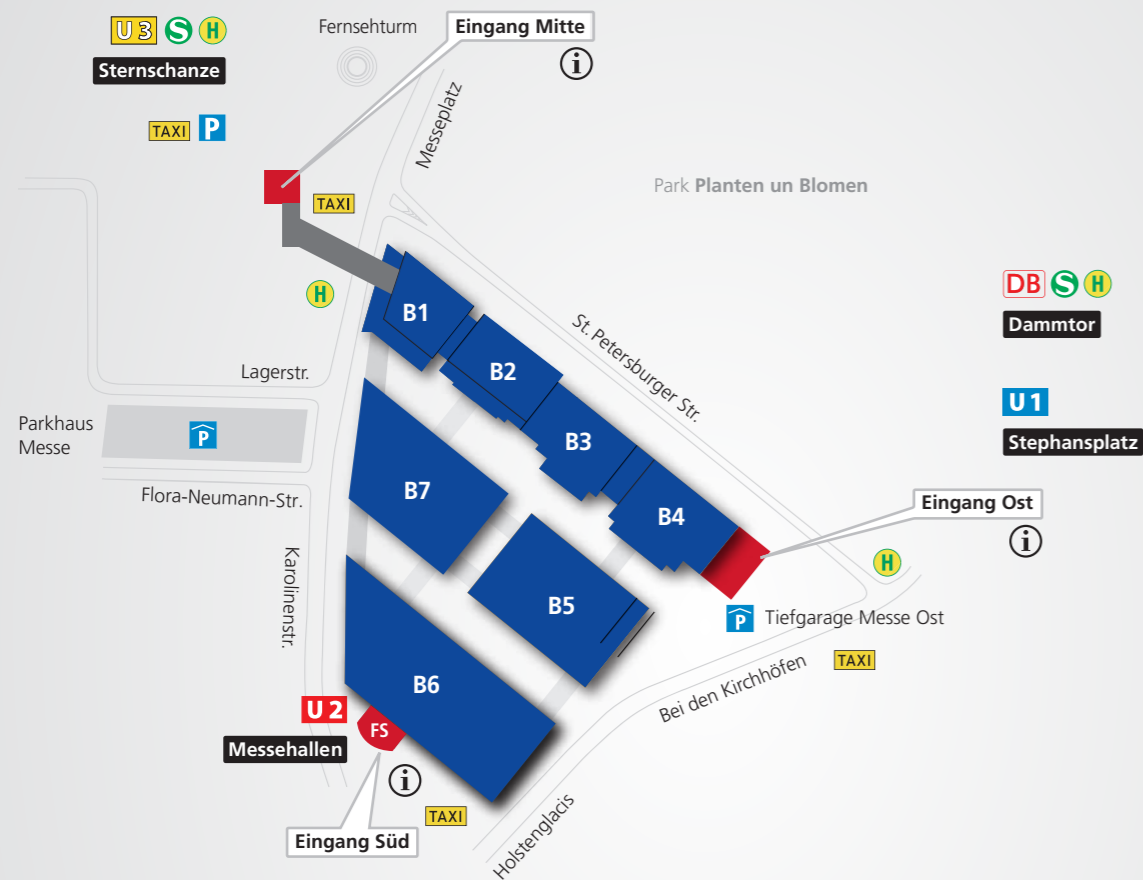 U3 S H
Sternschanze
TAXI P
Fernsehturm
Eingang Mitte
i
Messeplatz
TAXI
Park Planten un Blomen
H
B1
B2
B3
B4
B7
B5
B6
FS
St. Petersburger Str.
DB S H
Dammtor
U1
Stephansplatz
Lagerstr.
Parkhaus
Messe
P
Flora-Neumann-Str.
Karolinenstr.
Eingang Ost
i
H
P Tiefgarage Messe Ost
TAXI
Bei den Kirchhöfen
U2
Messehallen
i
TAXI
Eingang Süd
Holstenglacis